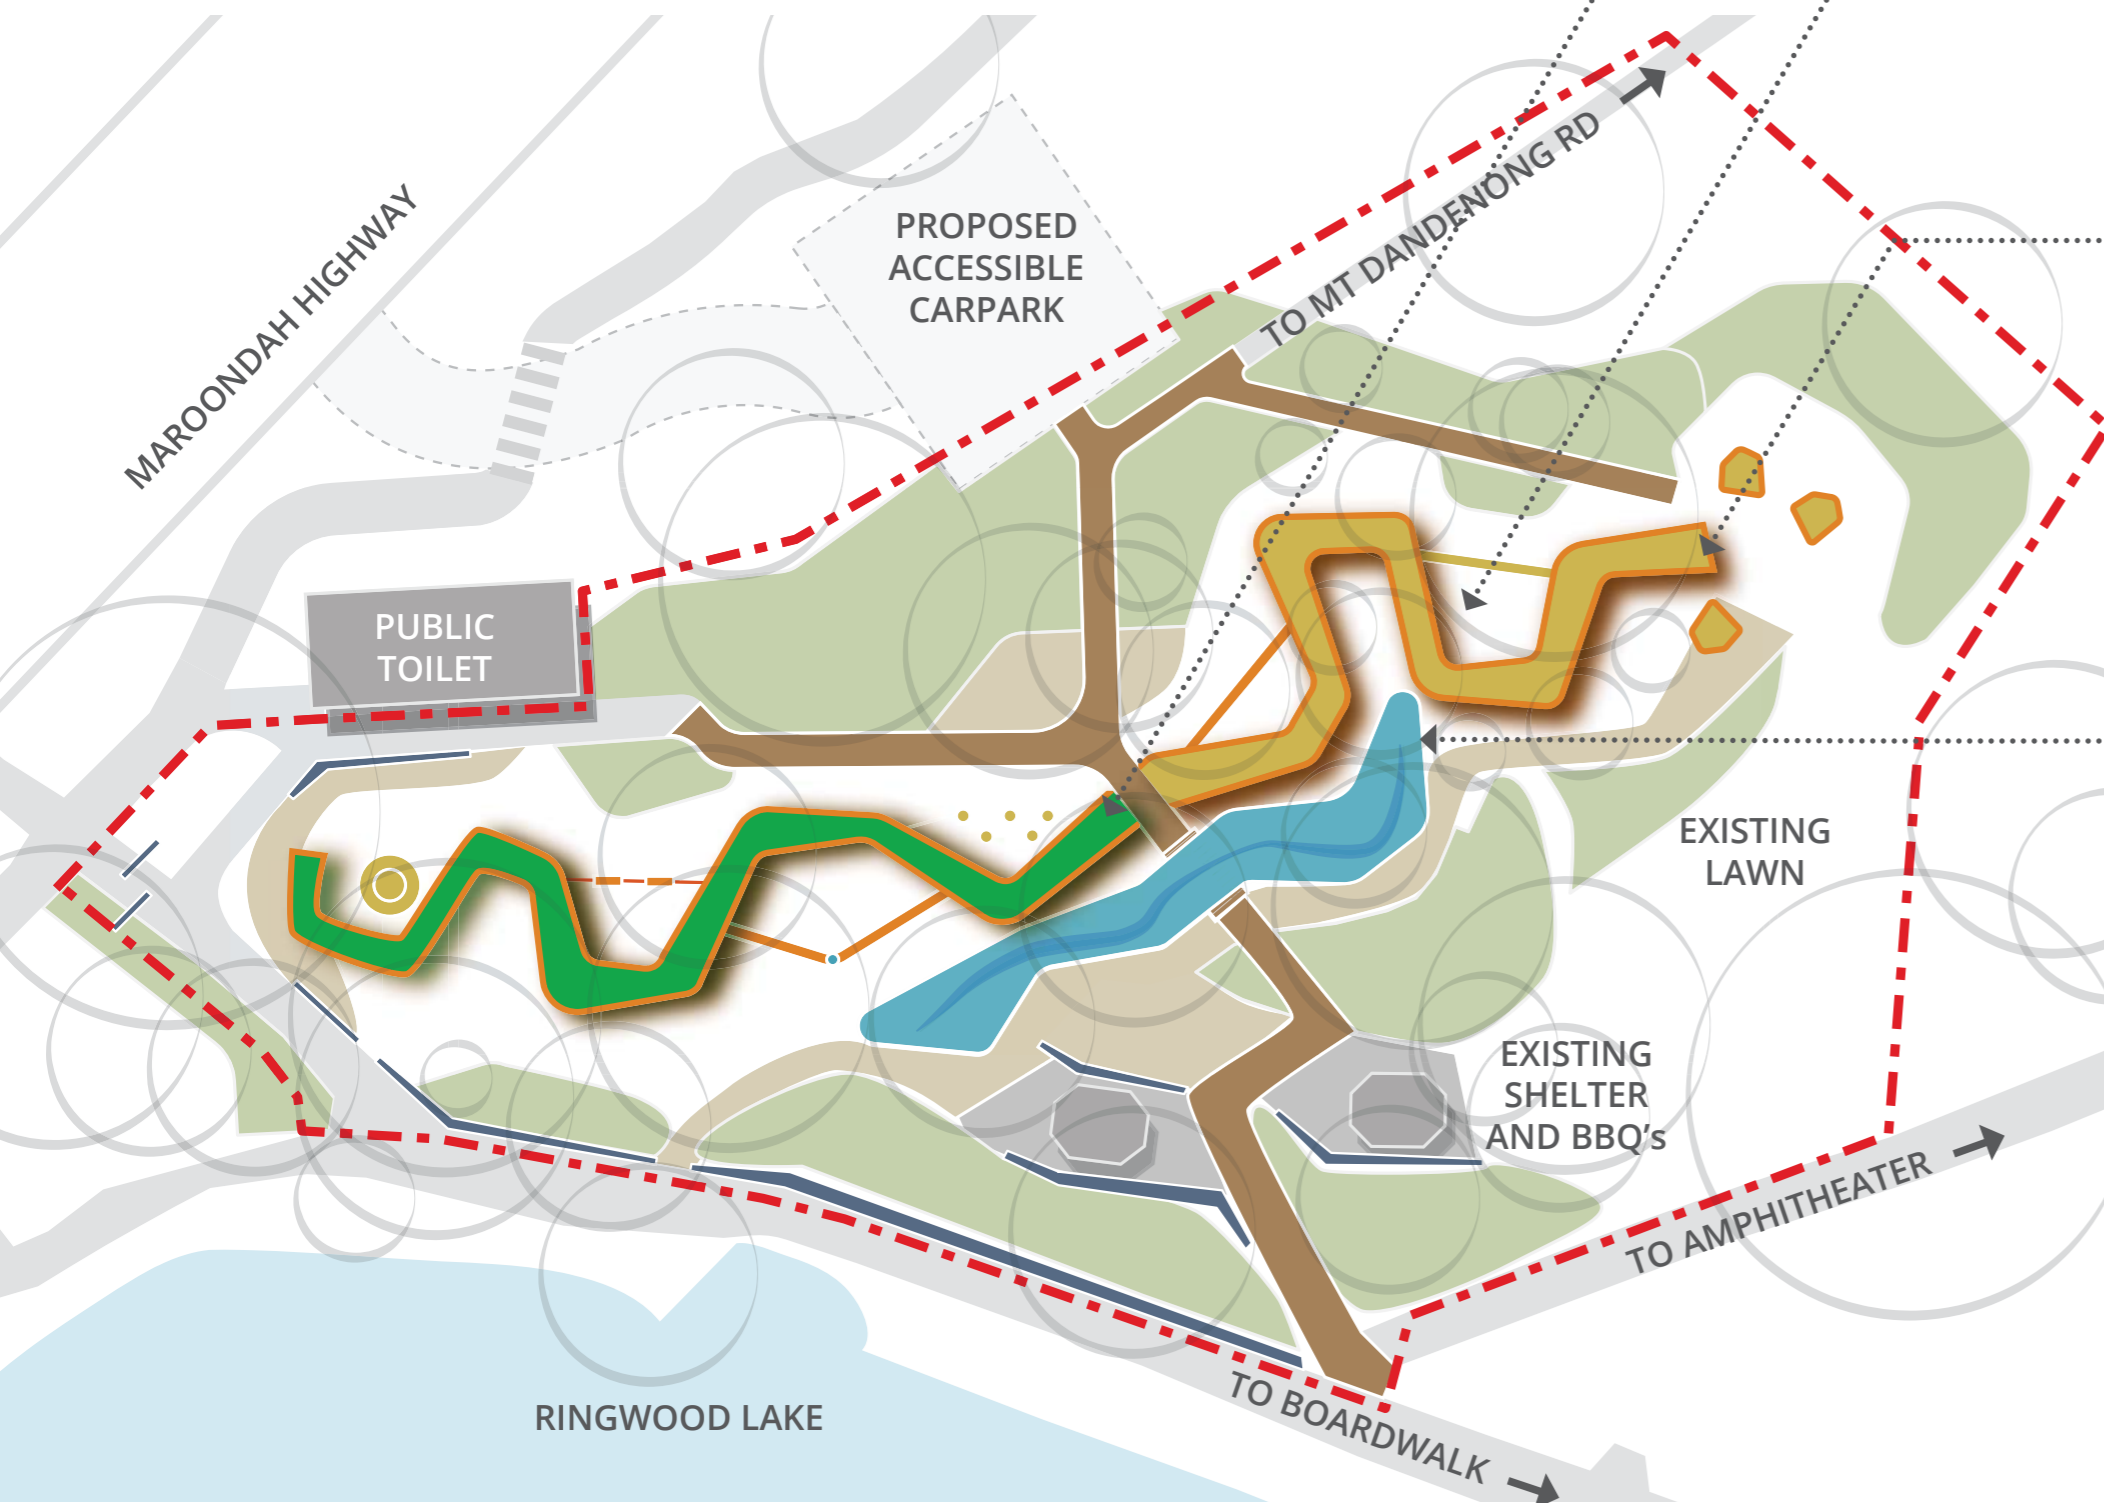 TO MT DANDENONG RD
MAROONDAH HIGHWAY
PROPOSED
ACCESSIBLE
CARPARK
PUBLIC
TOILET
EXISTING
LAWN
EXISTING
SHELTER
AND BBQ's
TO AMPHITHEATER
TO BOARDWALK
RINGWOOD LAKE